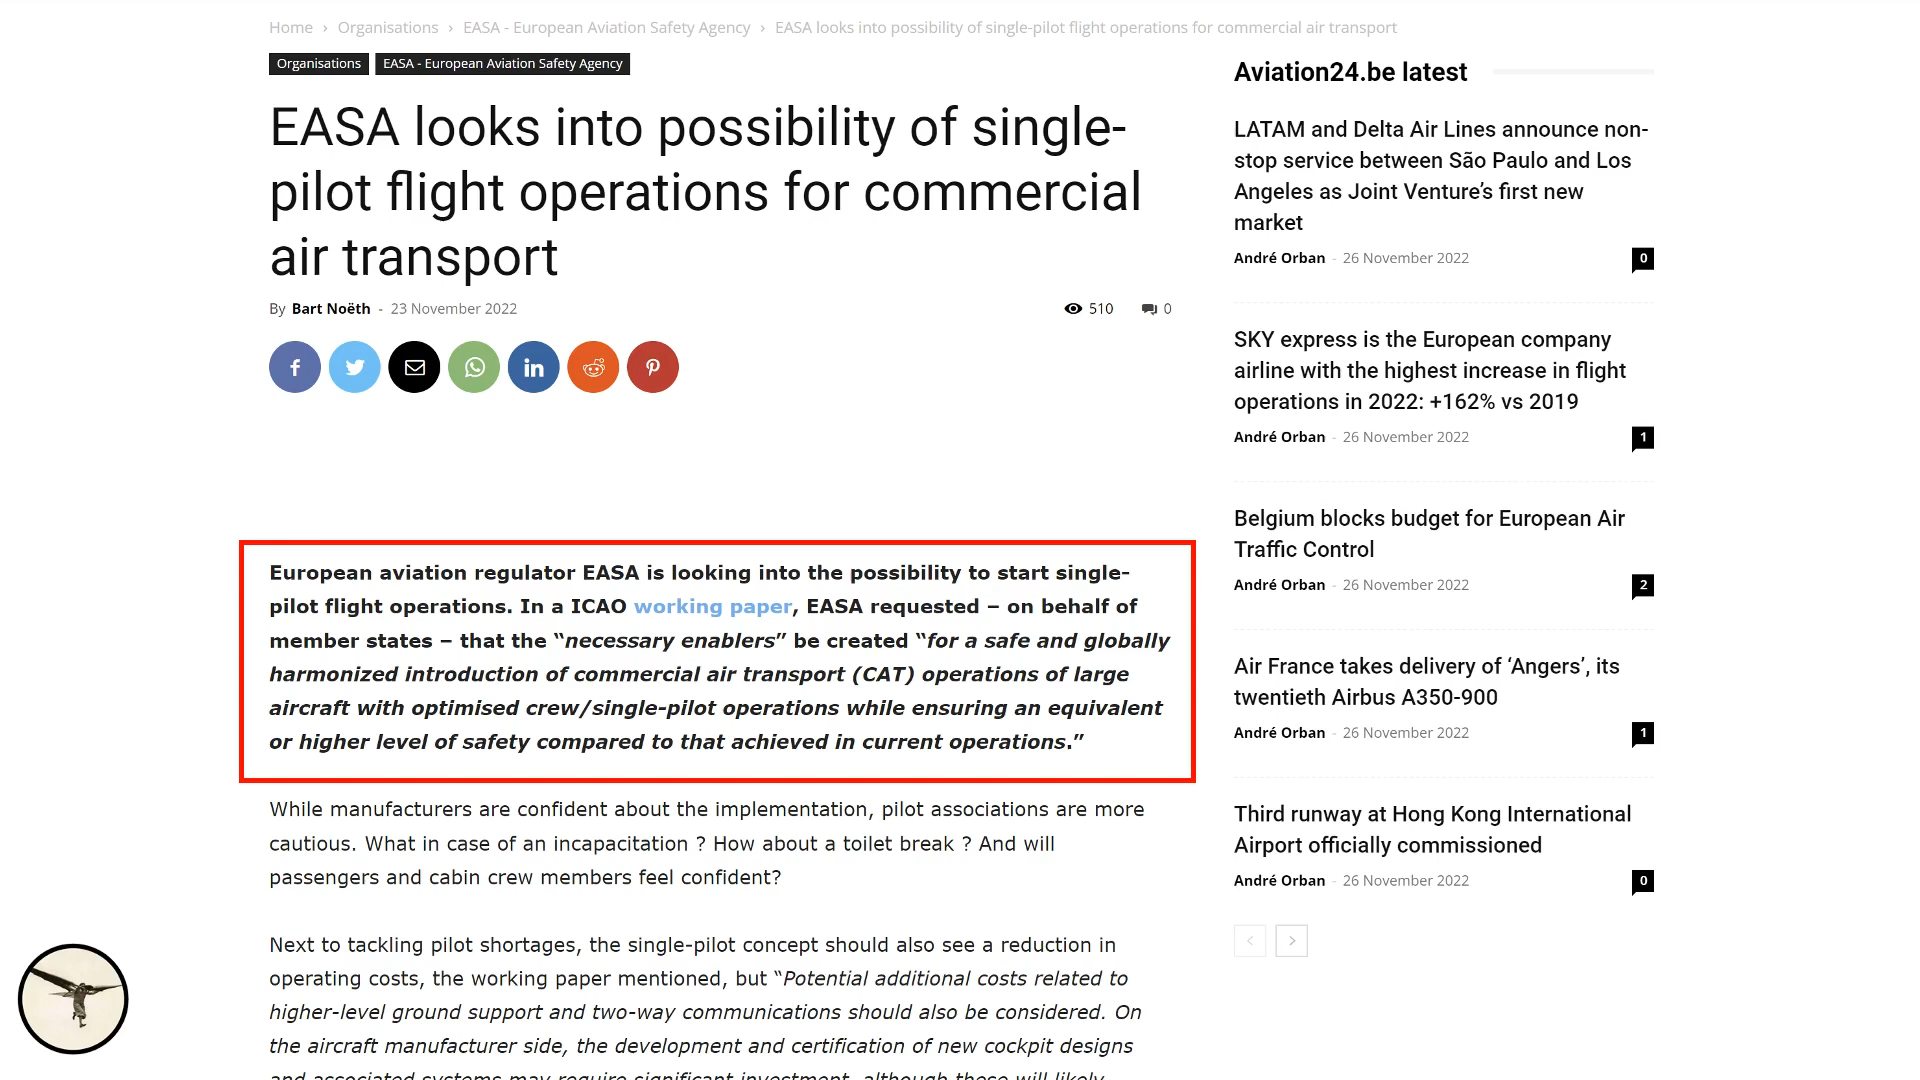 Home › Organisations › EASA - European Aviation Safety Agency › EASA looks into possibility of single-pilot flight operations for commercial air transport
Organisations EASA - European Aviation Safety Agency
EASA looks into possibility of single-
pilot flight operations for commercial
air transport
By Bart Noëth - 23 November 2022 510 0
European aviation regulator EASA is looking into the possibility to start single-
pilot flight operations. In a ICAO working paper, EASA requested – on behalf of
member states – that the “necessary enablers” be created “for a safe and globally
harmonized introduction of commercial air transport (CAT) operations of large
aircraft with optimised crew/single-pilot operations while ensuring an equivalent
or higher level of safety compared to that achieved in current operations.”
While manufacturers are confident about the implementation, pilot associations are more
cautious. What in case of an incapacitation ? How about a toilet break ? And will
passengers and cabin crew members feel confident?
Next to tackling pilot shortages, the single-pilot concept should also see a reduction in
operating costs, the working paper mentioned, but “Potential additional costs related to
higher-level ground support and two-way communications should also be considered. On
the aircraft manufacturer side, the development and certification of new cockpit designs
and associated systems may require significant investment, although these will likely
Aviation24.be latest
LATAM and Delta Air Lines announce non-
stop service between São Paulo and Los
Angeles as Joint Venture’s first new
market
André Orban - 26 November 2022 0
SKY express is the European company
airline with the highest increase in flight
operations in 2022: +162% vs 2019
André Orban - 26 November 2022 1
Belgium blocks budget for European Air
Traffic Control
André Orban - 26 November 2022 2
Air France takes delivery of ‘Angers’, its
twentieth Airbus A350-900
André Orban - 26 November 2022 1
Third runway at Hong Kong International
Airport officially commissioned
André Orban - 26 November 2022 0